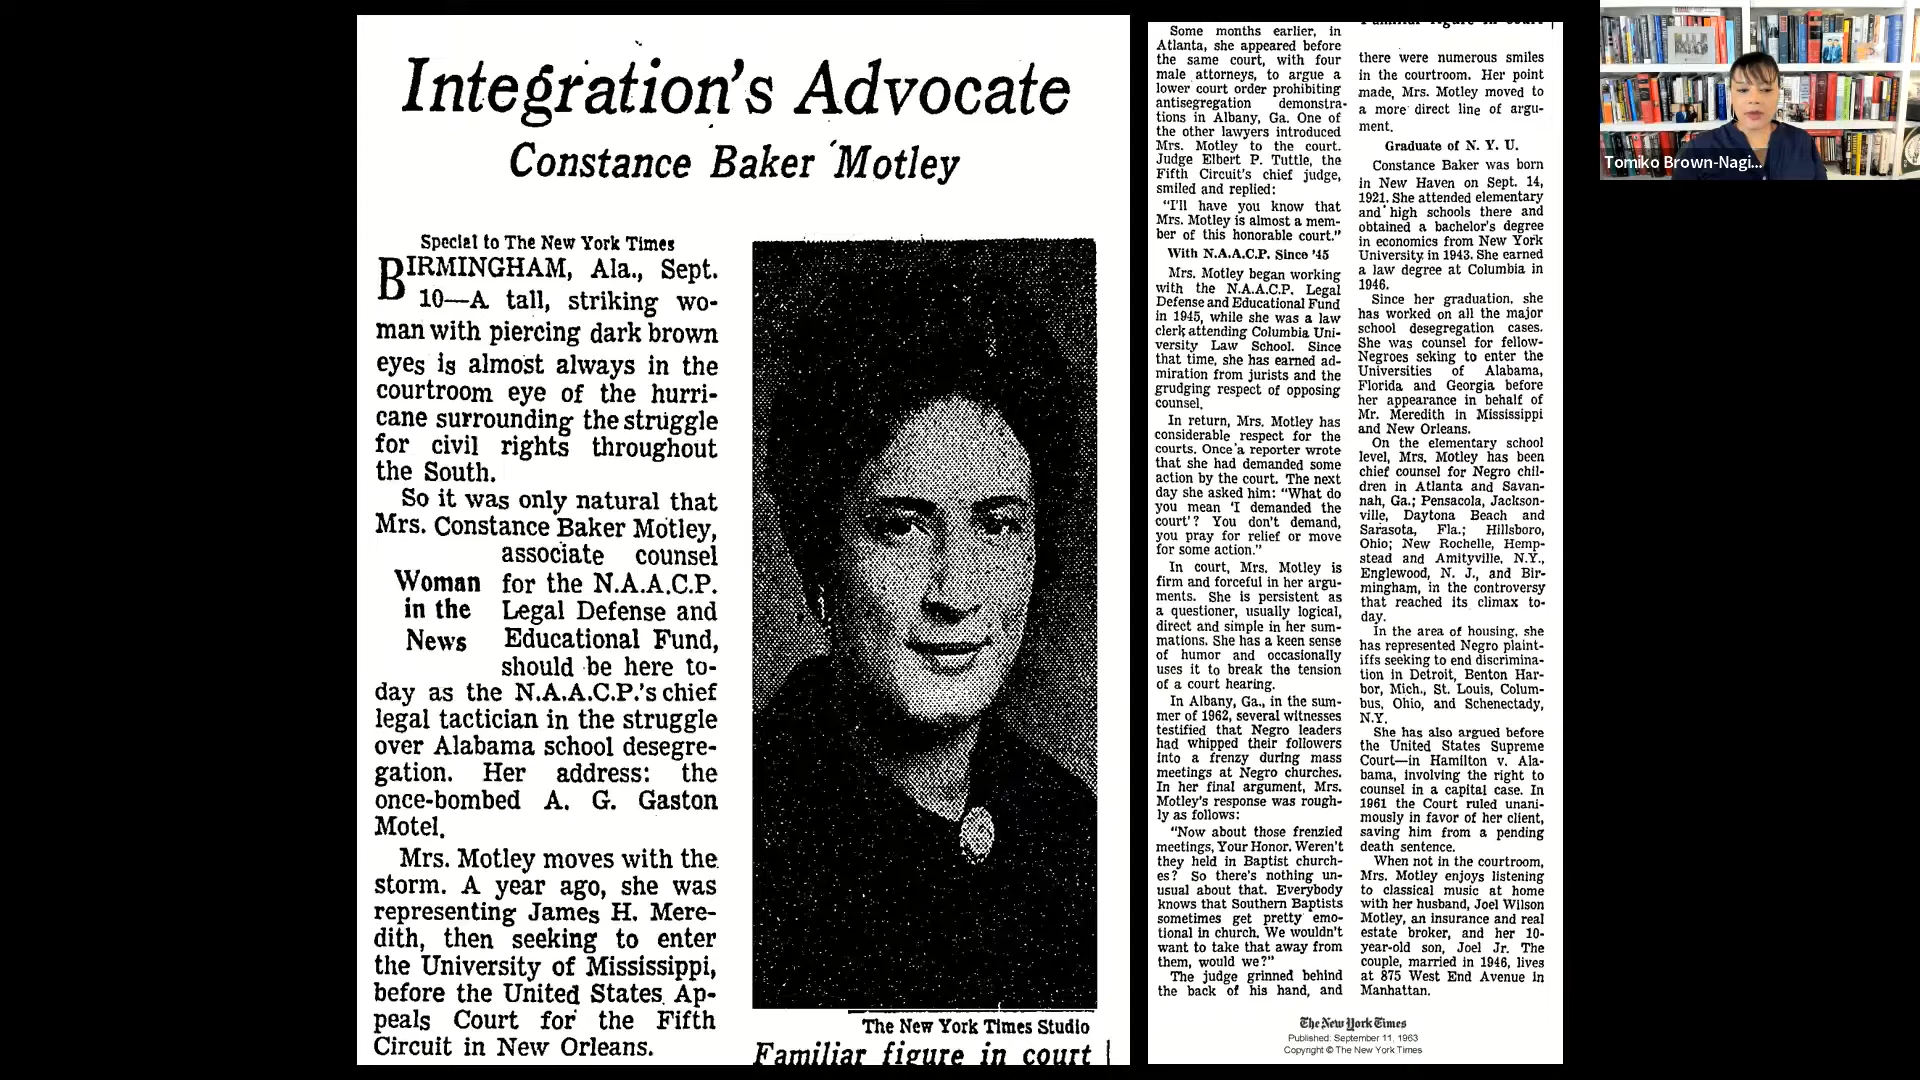 Integration's Advocate
Constance Baker Motley
Special to The New York Times
BIRMINGHAM, Ala., Sept.
10—A tall, striking wo-
man with piercing dark brown
eyes is almost always in the
courtroom eye of the hurri-
cane surrounding the struggle
for civil rights throughout
the South.
So it was only natural that
Mrs. Constance Baker Motley,
associate counsel
for the N.A.A.C.P.
Legal Defense and
Educational Fund,
should be here to-
Woman
in the
News
day as the N.A.A.C.P.'s chief
legal tactician in the struggle
over Alabama school desegre-
gation. Her address: the
once-bombed A. G. Gaston
Motel.
Mrs. Motley moves with the
storm. A year ago, she was
representing James H. Mere-
dith, then seeking to enter
the University of Mississippi,
before the United States Ap-
peals Court for the Fifth
Circuit in New Orleans.
The New York Times Studio
Familiar figure in court
Some months earlier, in
Atlanta, she appeared before
the same court, with four
male attorneys, to argue a
lower court order prohibiting
antisegregation demonstra-
tions in Albany, Ga. One of
the other lawyers introduced
Mrs. Motley to the court.
Judge Elbert P. Tuttle, the
Fifth Circuit's chief judge,
smiled and replied:
"I'll have you know that
Mrs. Motley is almost a mem-
ber of this honorable court."
With N.A.A.C.P. Since '45
Mrs. Motley began working
with the N.A.A.C.P. Legal
Defense and Educational Fund
in 1945, while she was a law
clerk attending Columbia Uni-
versity Law School. Since
that time, she has earned ad-
miration from jurists and the
grudging respect of opposing
counsel.
In return, Mrs. Motley has
considerable respect for the
courts. Once a reporter wrote
that she had demanded some
action by the court. The next
day she asked him: "What do
you mean 'I demanded the
court'? You don't demand,
you pray for relief or move
for some action."
In court, Mrs. Motley is
firm and forceful in her argu-
ments. She is persistent as
a questioner, usually logical,
direct and simple in her sum-
mations. She has a keen sense
of humor and occasionally
uses it to break the tension
of a court hearing.
In Albany, Ga., in the sum-
mer of 1962, several witnesses
testified that Negro leaders
had whipped their followers
into a frenzy during mass
meetings at Negro churches.
In her final argument, Mrs.
Motley's response was rough-
ly as follows:
"Now about those frenzied
meetings, Your Honor. Weren't
they held in Baptist church-
es? So there's nothing un-
usual about that. Everybody
knows that Southern Baptists
sometimes get pretty emo-
tional in church. We wouldn't
want to take that away from
them, would we?"
The judge grinned behind
the back of his hand, and
Familiar figure in court
there were numerous smiles
in the courtroom. Her point
made, Mrs. Motley moved to
a more direct line of argu-
ment.
Graduate of N. Y. U.
Constance Baker was born
in New Haven on Sept. 14,
1921. She attended elementary
and high schools there and
obtained a bachelor's degree
in economics from New York
University in 1943. She earned
a law degree at Columbia in
1946.
Since her graduation, she
has worked on all the major
school desegregation cases.
She was counsel for fellow-
Negroes seking to enter the
Universities of Alabama,
Florida and Georgia before
her appearance in behalf of
Mr. Meredith in Mississippi
and New Orleans.
On the elementary school
level, Mrs. Motley has been
chief counsel for Negro chil-
dren in Atlanta and Savan-
nah, Ga.; Pensacola, Jackson-
ville, Daytona Beach and
Sarasota, Fla.; Hillsboro,
Ohio; New Rochelle, Hemp-
stead and Amityville, N.Y.,
Englewood, N. J., and Bir-
mingham, in the controversy
that reached its climax to-
day.
In the area of housing, she
has represented Negro plaint-
iffs seeking to end discrimina-
tion in Detroit, Benton Har-
bor, Mich., St. Louis, Colum-
bus, Ohio, and Schenectady,
N.Y.
She has also argued before
the United States Supreme
Court—in Hamilton v. Ala-
bama, involving the right to
counsel in a capital case. In
1961 the Court ruled unani-
mously in favor of her client,
saving him from a pending
death sentence.
When not in the courtroom,
Mrs. Motley enjoys listening
to classical music at home
with her husband, Joel Wilson
Motley, an insurance and real
estate broker, and her 10-
year-old son, Joel Jr. The
couple, married in 1946, lives
at 875 West End Avenue in
Manhattan.
The New York Times
Published: September 11, 1963
Copyright © The New York Times
Tomiko Brown-Nagi...